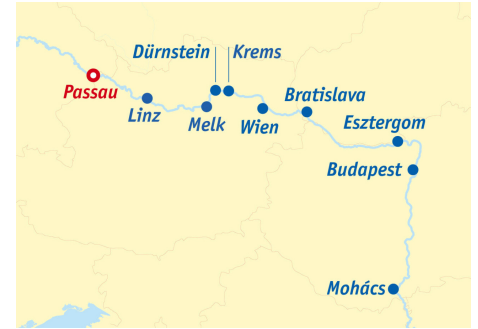 Dürnstein
Krems
Passau
Linz
Melk
Wien
Bratislava
Esztergom
Budapest
Mohács